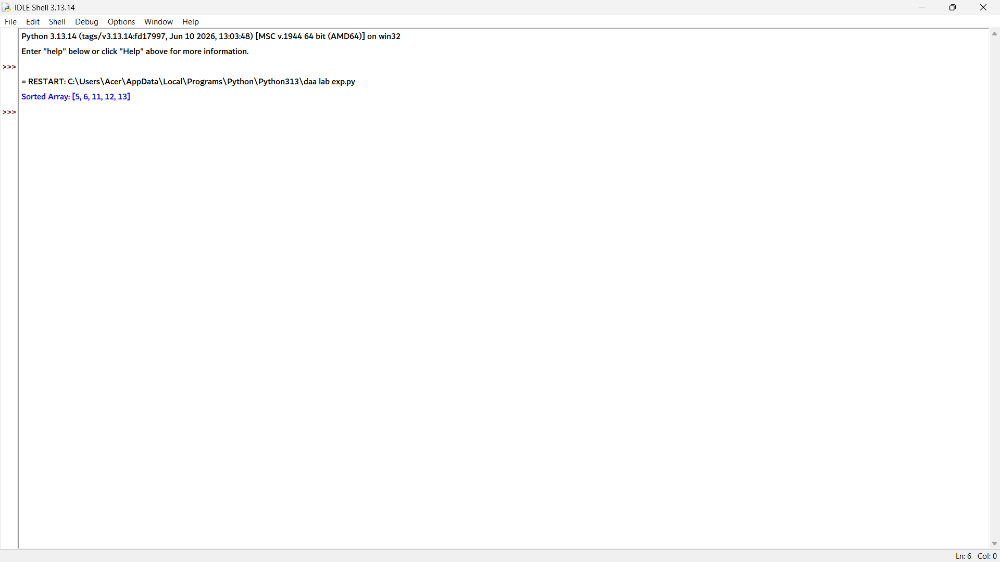 IDLE Shell 3.13.14
File Edit Shell Debug Options Window Help
Python 3.13.14 (tags/v3.13.14:fd17997, Jun 10 2026, 13:03:48) [MSC v.1944 64 bit (AMD64)] on win32
Enter "help" below or click "Help" above for more information.
>>>
= RESTART: C:\Users\Acer\AppData\Local\Programs\Python\Python313\daa lab exp.py
Sorted Array: [5, 6, 11, 12, 13]
>>>
Ln: 6 Col: 0